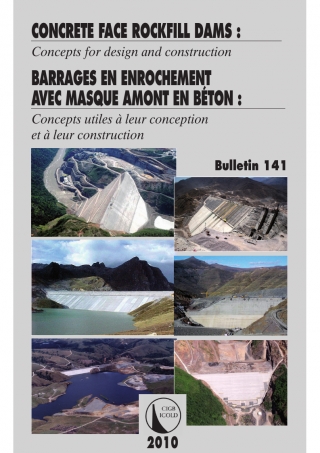 CONCRETE FACE ROCKFILL DAMS :
Concepts for design and construction
BARRAGES EN ENROCHEMENT
AVEC MASQUE AMONT EN BÉTON :
Concepts utiles à leur conception
et à leur construction
Bulletin 141
CIGB
ICOLD
2010